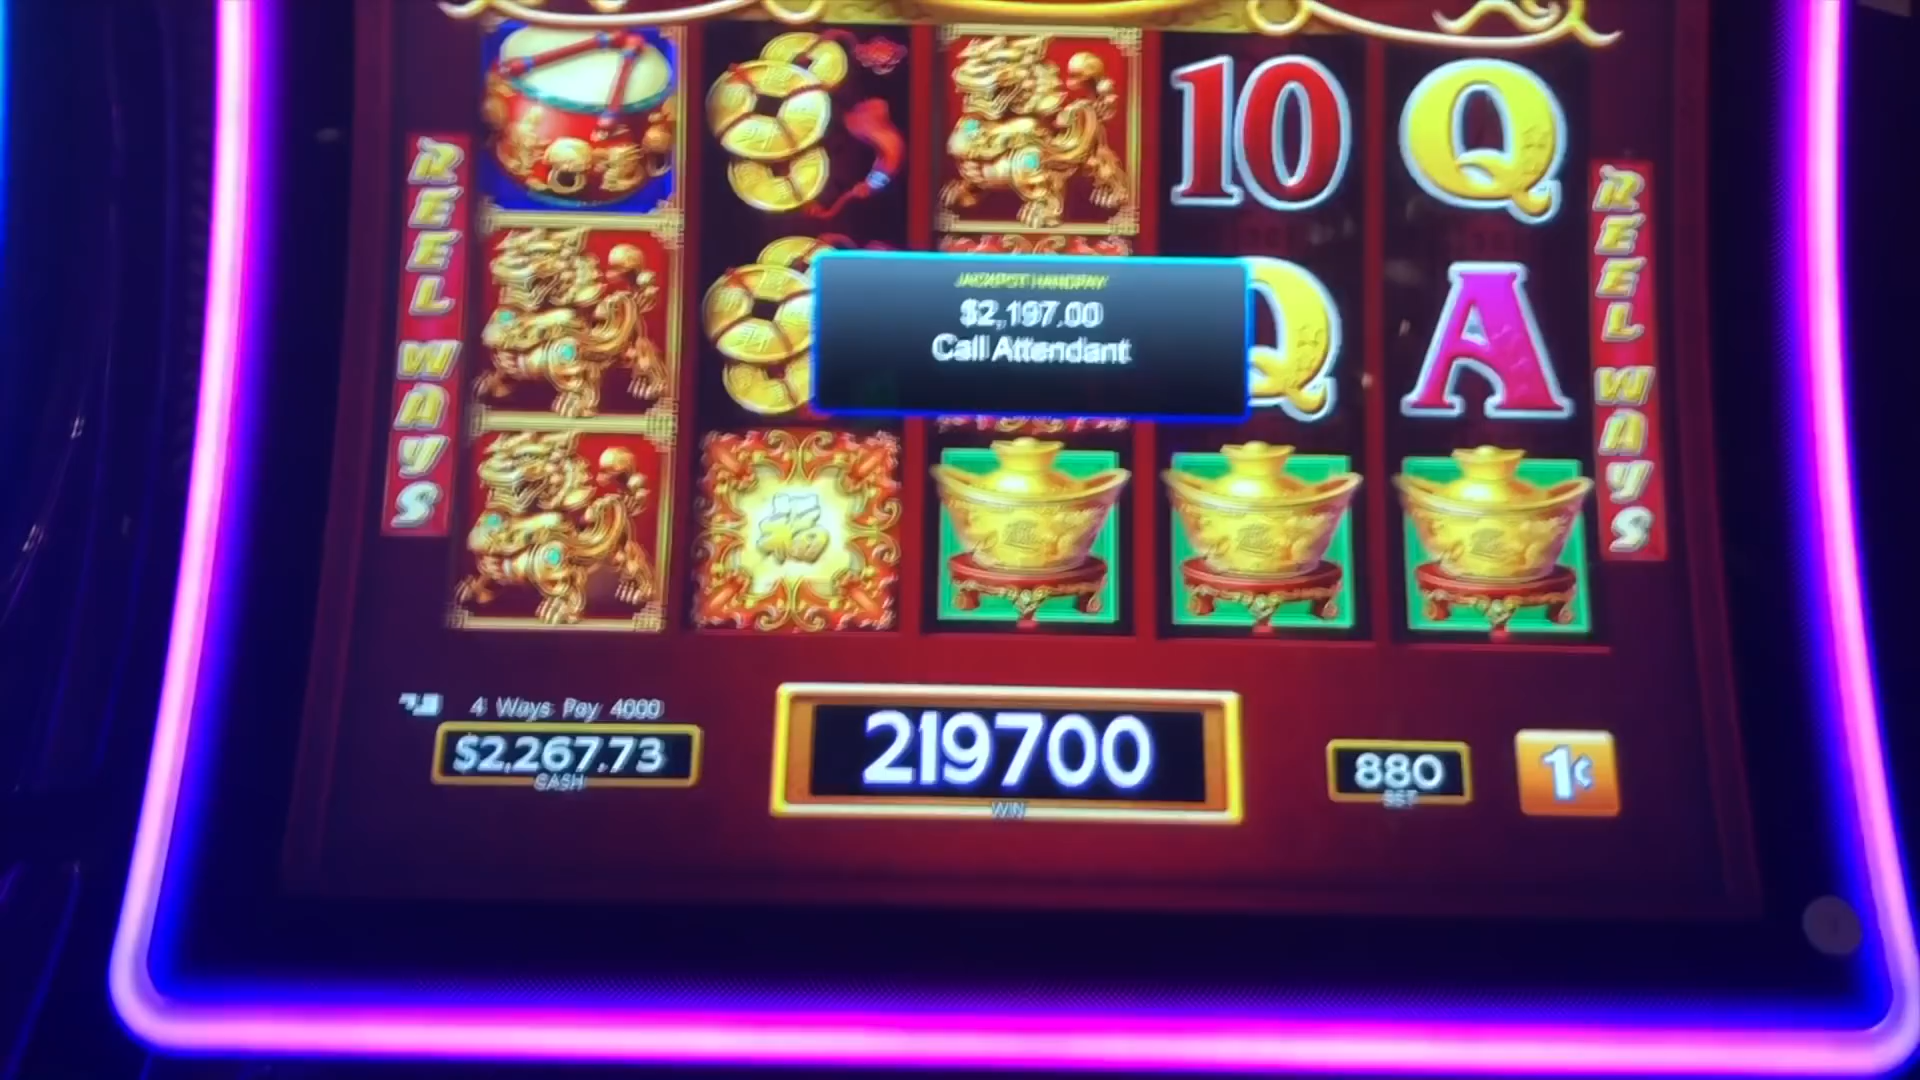 10
Q
REEL WAYS
REEL WAYS
JACKPOT HANDPAY
$2,197.00
Call Attendant
Q
A
福
4 Ways Pay 4000
$2,267.73
CASH
219700
WIN
880
BET
1¢